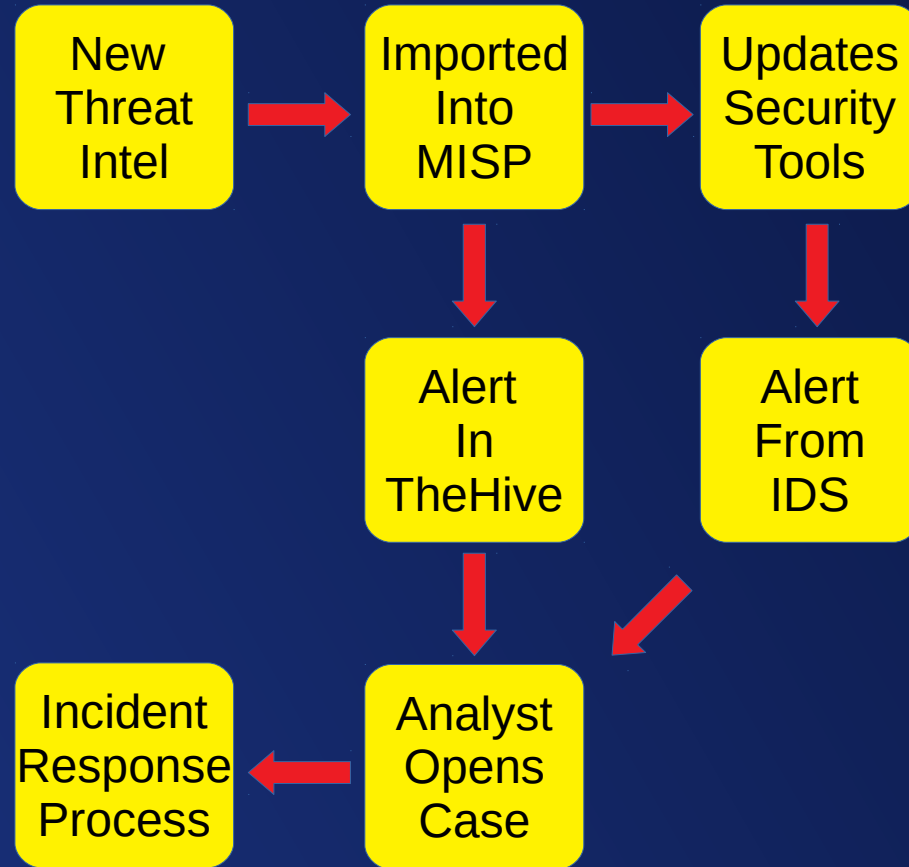 New
Threat
Intel
Imported
Into
MISP
Updates
Security
Tools
Alert
In
TheHive
Alert
From
IDS
Incident
Response
Process
Analyst
Opens
Case